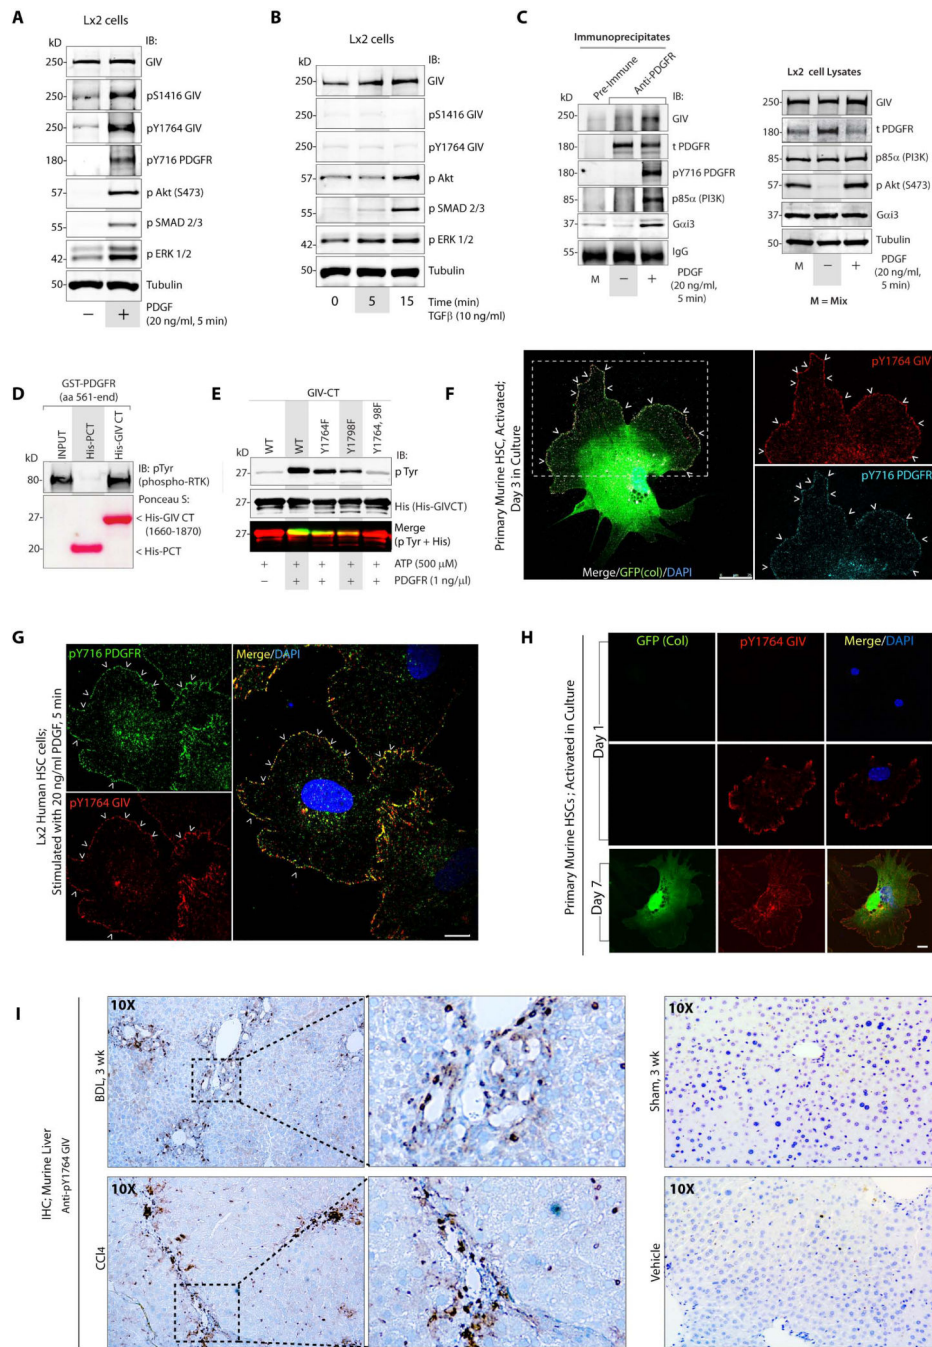 A
Lx2 cells
kD
IB:
250
GIV
250
pS1416 GIV
250
pY1764 GIV
180
pY716 PDGFR
57
p Akt (S473)
p SMAD 2/3
42
p ERK 1/2
50
Tubulin
− +
PDGF
(20 ng/ml, 5 min)
B
Lx2 cells
kD
IB:
250
GIV
250
pS1416 GIV
250
pY1764 GIV
57
p Akt
57
p SMAD 2/3
42
p ERK 1/2
50
Tubulin
0 5 15
Time (min)
TGFβ (10 ng/ml)
C
Immunoprecipitates
Pre-Immune
Anti-PDGFR
kD
IB:
250
GIV
180
t PDGFR
180
pY716 PDGFR
85
p85α (PI3K)
37
Gαi3
55
IgG
M − +
PDGF
(20 ng/ml,
5 min)
Lx2 cell Lysates
250
GIV
180
t PDGFR
85
p85α (PI3K)
57
p Akt (S473)
37
Gαi3
50
Tubulin
M − +
PDGF
(20 ng/ml,
5 min)
M = Mix
D
GST-PDGFR
(aa 561-end)
INPUT
His-PCT
His-GIV CT
kD
80
IB: pTyr
(phospho-RTK)
Ponceau S:
27
< His-GIV CT
(1660-1870)
20
< His-PCT
E
GIV-CT
WT
WT
Y1764F
Y1798F
Y1764, 98F
kD
27
p Tyr
27
His (His-GIVCT)
27
Merge
(p Tyr + His)
+ + + + +
ATP (500 μM)
− + + + +
PDGFR (1 ng/μl)
F
Primary Murine HSC, Activated;
Day 3 in Culture
Merge/GFP(col)/DAPI
pY1764 GIV
pY716 PDGFR
G
Lx2 Human HSC cells;
Stimulated with 20 ng/ml PDGF, 5 min
pY716 PDGFR
Merge/DAPI
pY1764 GIV
H
Primary Murine HSCs ; Activated in Culture
GFP (Col)
pY1764 GIV
Merge/DAPI
Day 1
Day 7
I
IHC; Murine Liver
Anti-pY1764 GIV
BDL, 3 wk
10X
Sham, 3 wk
10X
CCl4
10X
Vehicle
10X